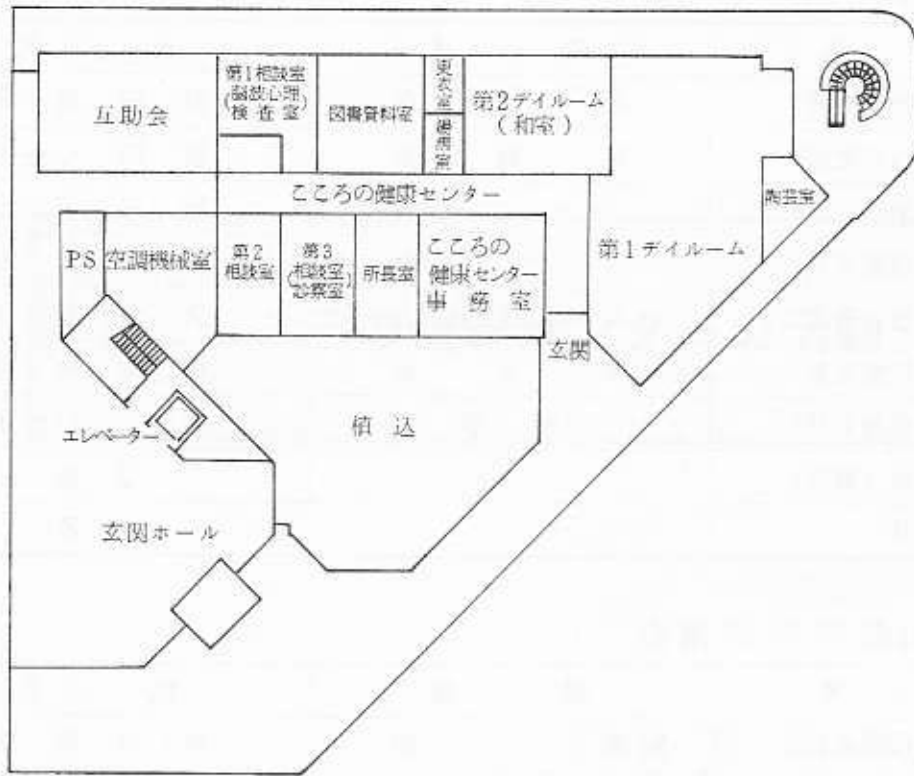 互助会
第1相談室
(脳波心理)
検査室
図書資料室
更衣室
湯沸室
第2デイルーム
(和室)
こころの健康センター
陶芸室
PS
空調機械室
第2
相談室
第3
(相談室)
診察室
所長室
こころの
健康センター
事務室
第1デイルーム
玄関
エレベーター
植込
玄関ホール